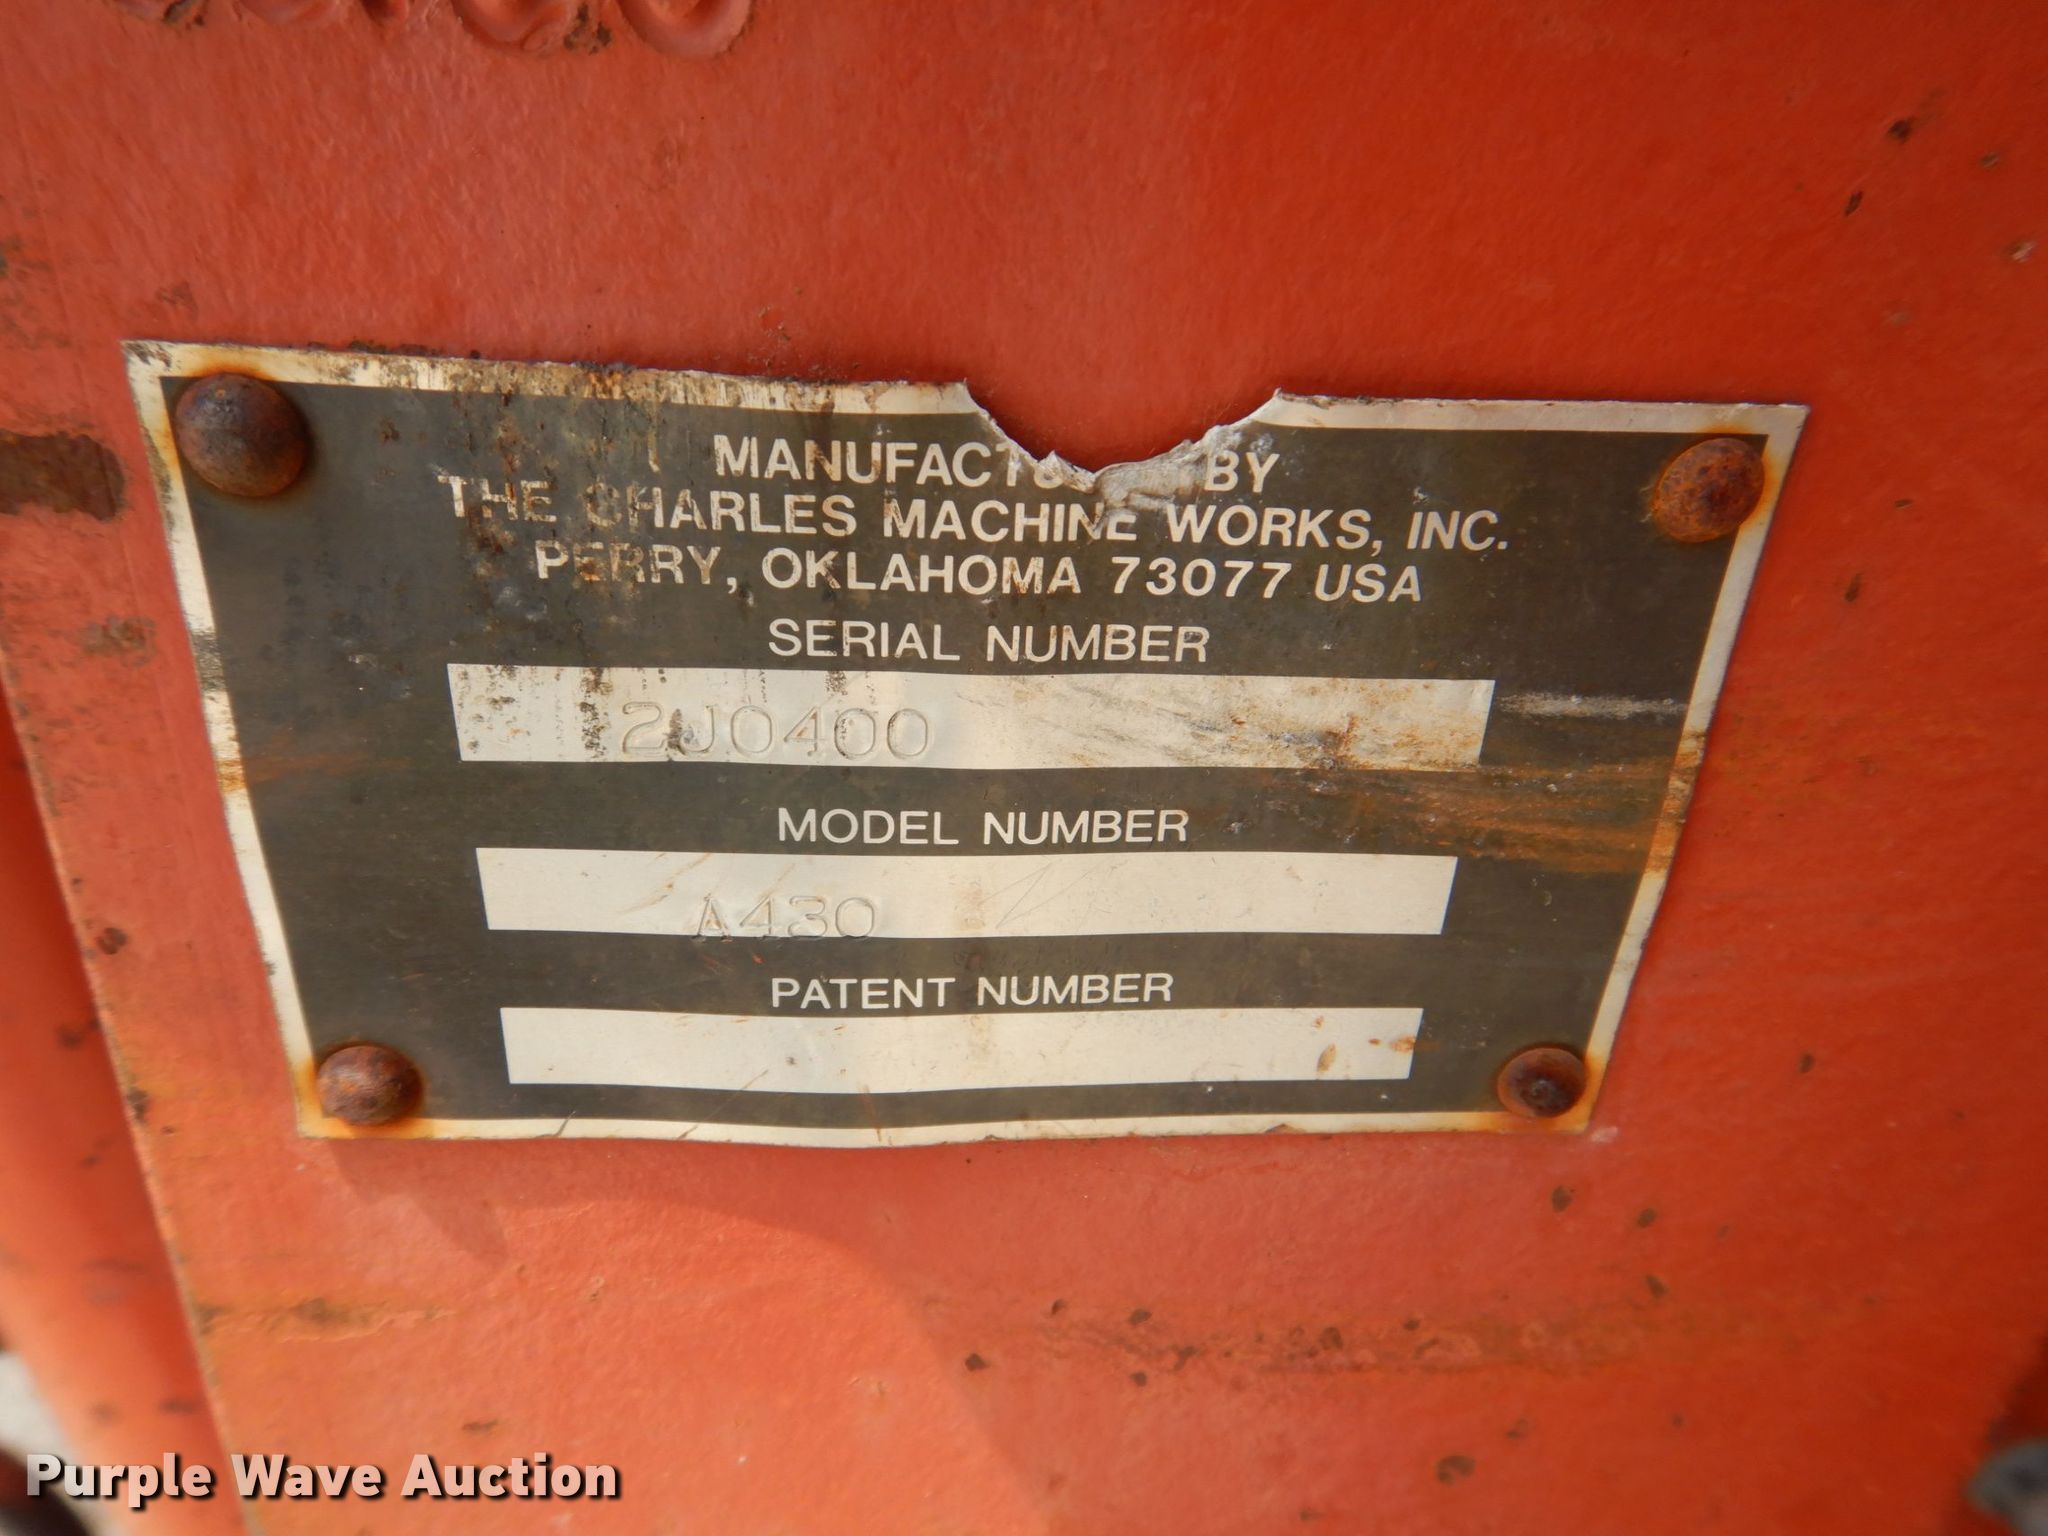 MANUFACTU BY
THE CHARLES MACHINE WORKS, INC.
PERRY, OKLAHOMA 73077 USA
SERIAL NUMBER
2J0400
MODEL NUMBER
A430
PATENT NUMBER
Purple Wave Auction